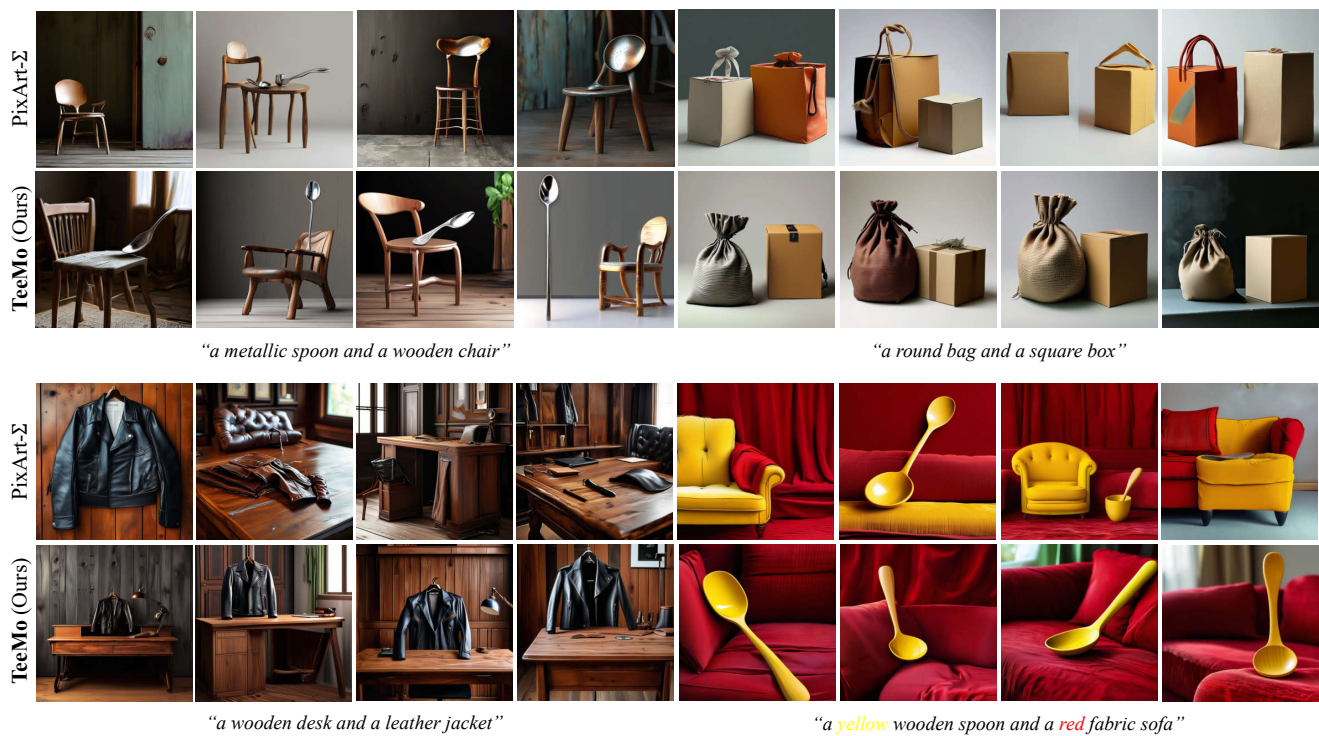 PixArt-Σ
TeeMo (Ours)
“a metallic spoon and a wooden chair”
“a round bag and a square box”
PixArt-Σ
TeeMo (Ours)
“a wooden desk and a leather jacket”
“a yellow wooden spoon and a red fabric sofa”